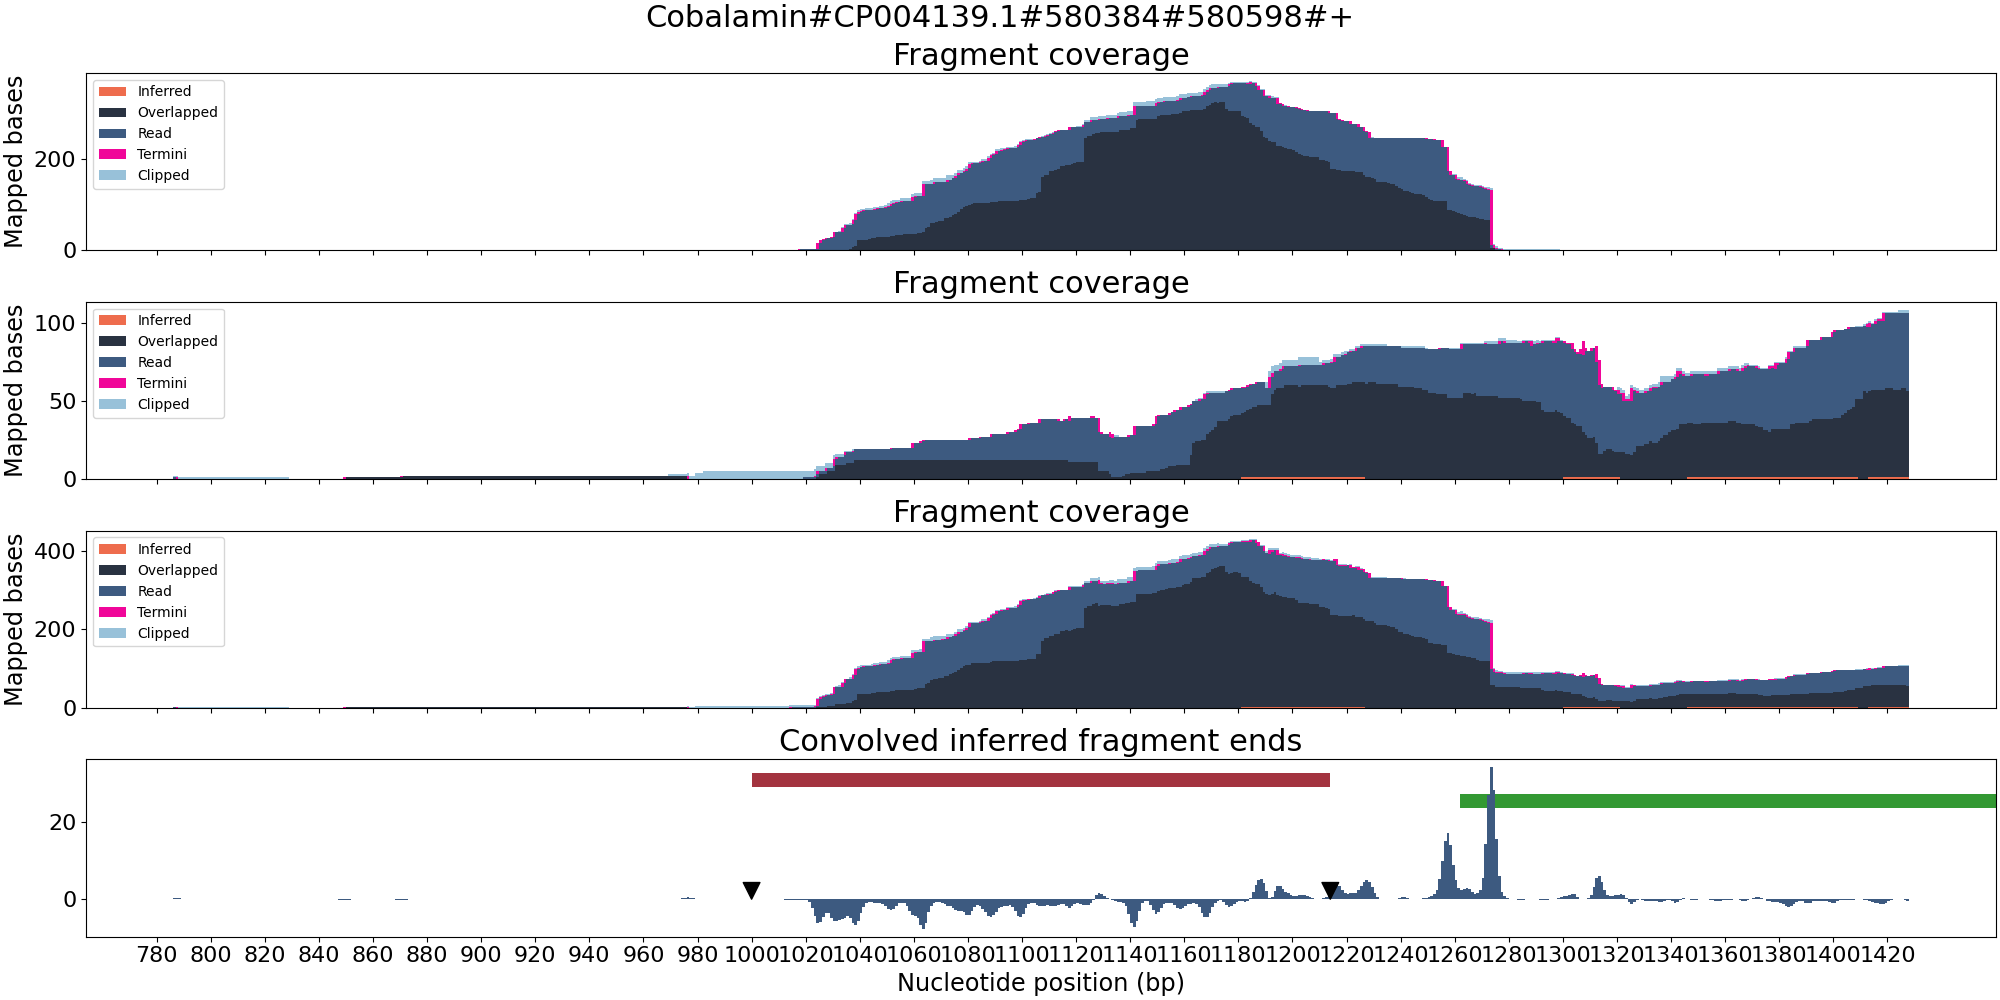 Cobalamin#CP004139.1#580384#580598#+
Fragment coverage
Mapped bases
200
0
Inferred
Overlapped
Read
Termini
Clipped
Fragment coverage
Mapped bases
100
50
0
Inferred
Overlapped
Read
Termini
Clipped
Fragment coverage
Mapped bases
400
200
0
Inferred
Overlapped
Read
Termini
Clipped
Convolved inferred fragment ends
20
0
780 800 820 840 860 880 900 920 940 960 980 1000 1020 1040 1060 1080 1100 1120 1140 1160 1180 1200 1220 1240 1260 1280 1300 1320 1340 1360 1380 1400 1420
Nucleotide position (bp)